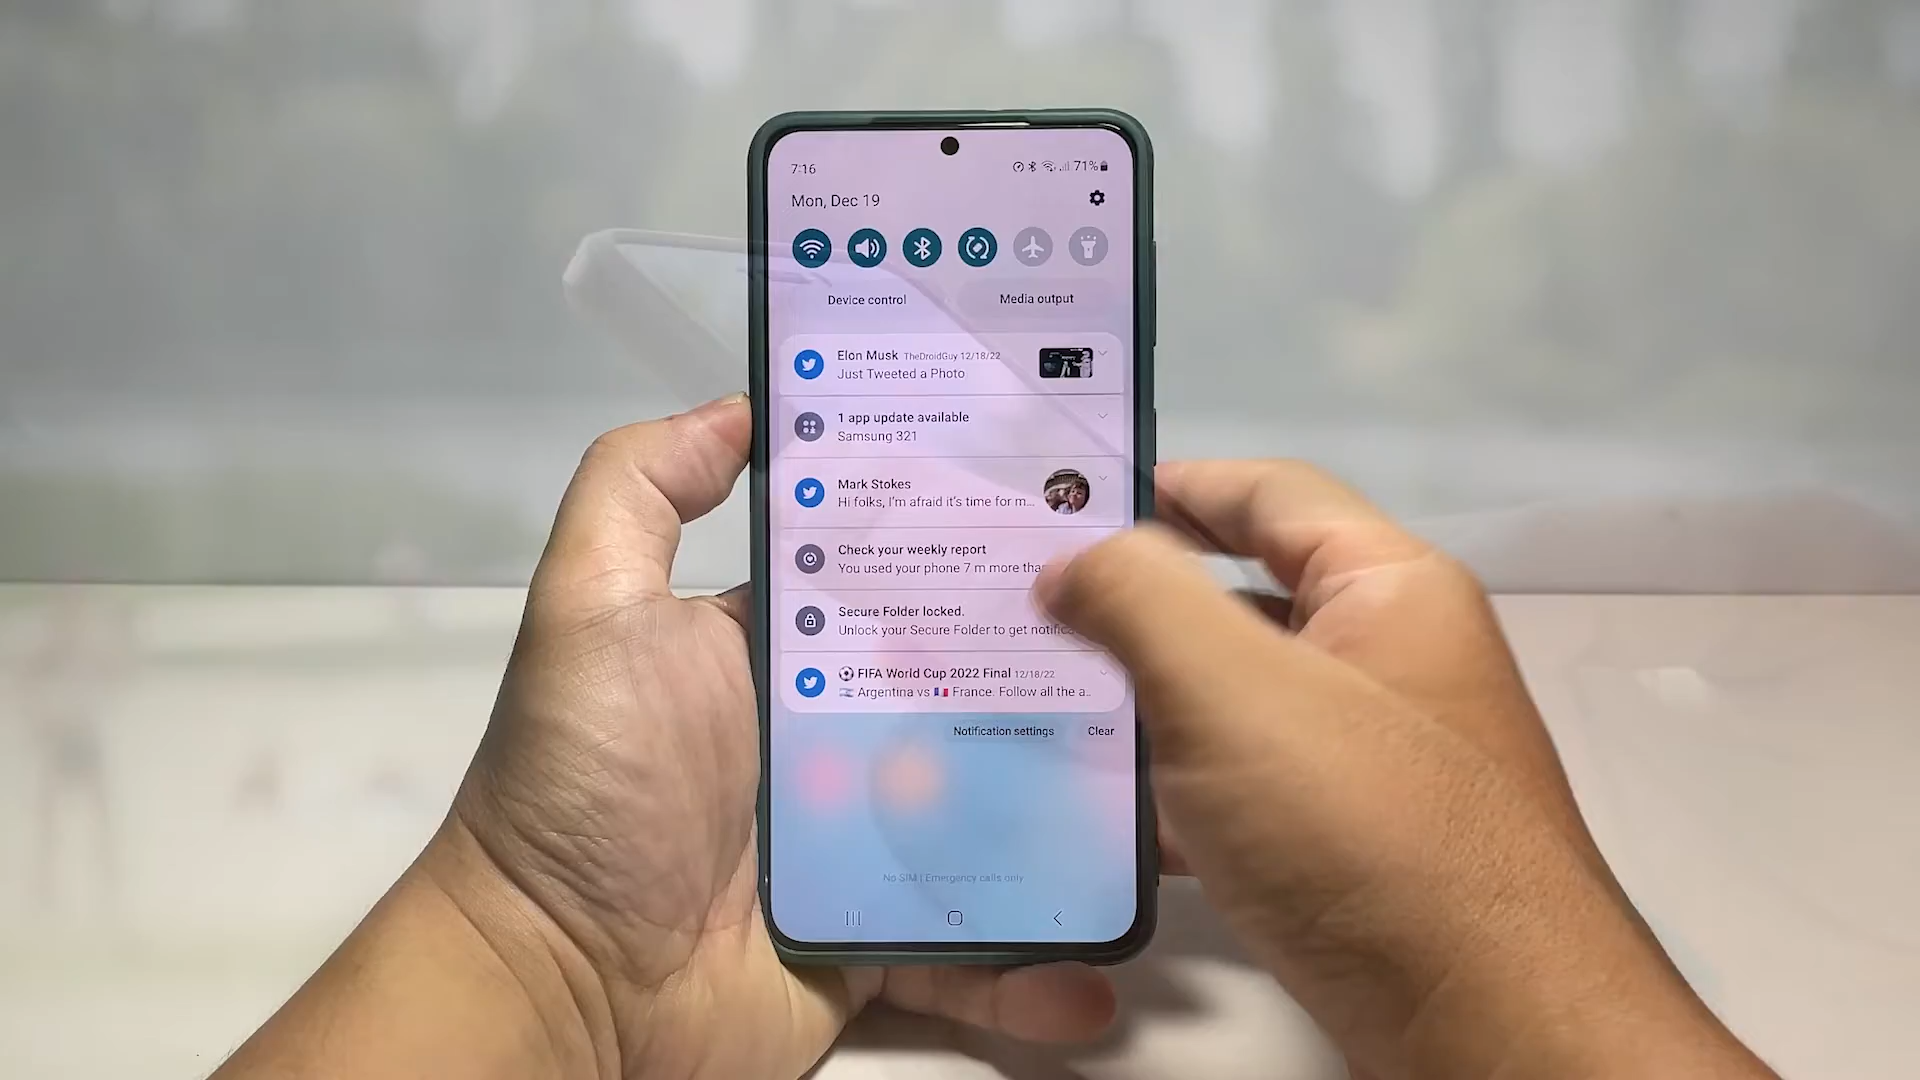 7:16
71%
Mon, Dec 19
Device control
Media output
Elon Musk TheDroidGuy 12/18/22
Just Tweeted a Photo
1 app update available
Samsung 321
Mark Stokes
Hi folks, I'm afraid it's time for m...
Check your weekly report
You used your phone 7 m more tha
Secure Folder locked.
Unlock your Secure Folder to get notific
⚽ FIFA World Cup 2022 Final 12/18/22
🇦🇷 Argentina vs 🇫🇷 France. Follow all the a..
Notification settings
Clear
No SIM | Emergency calls only